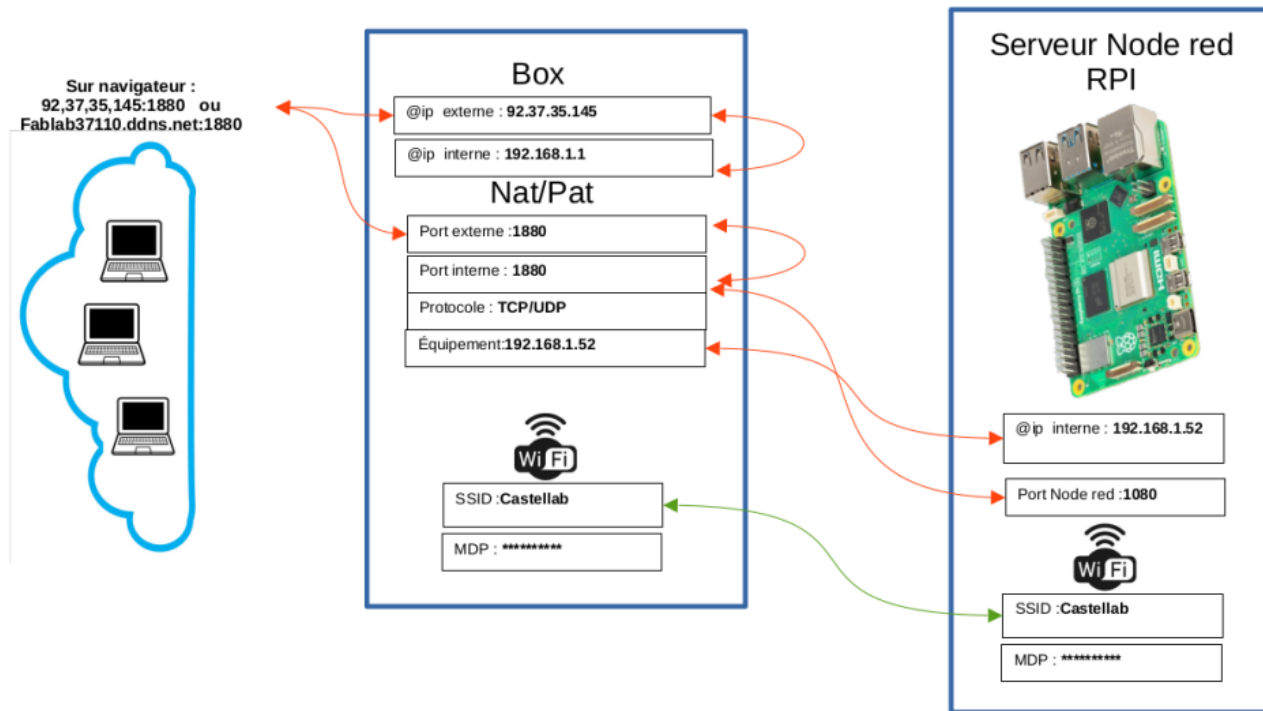 Sur navigateur :
92,37,35,145:1880 ou
Fablab37110.ddns.net:1880
Box
@ip externe : 92.37.35.145
@ip interne : 192.168.1.1
Nat/Pat
Port externe :1880
Port interne : 1880
Protocole : TCP/UDP
Équipement:192.168.1.52
WiFi
SSID :Castellab
MDP : **********
Serveur Node red
RPI
@ip interne : 192.168.1.52
Port Node red :1080
WiFi
SSID :Castellab
MDP : **********